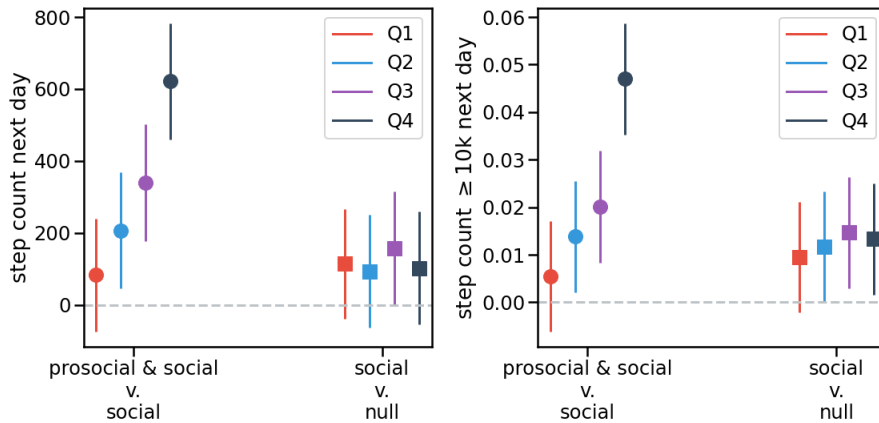 step count next day
800
600
400
200
0
Q1
Q2
Q3
Q4
prosocial & social
v.
social
social
v.
null
step count ≥ 10k next day
0.06
0.05
0.04
0.03
0.02
0.01
0.00
Q1
Q2
Q3
Q4
prosocial & social
v.
social
social
v.
null